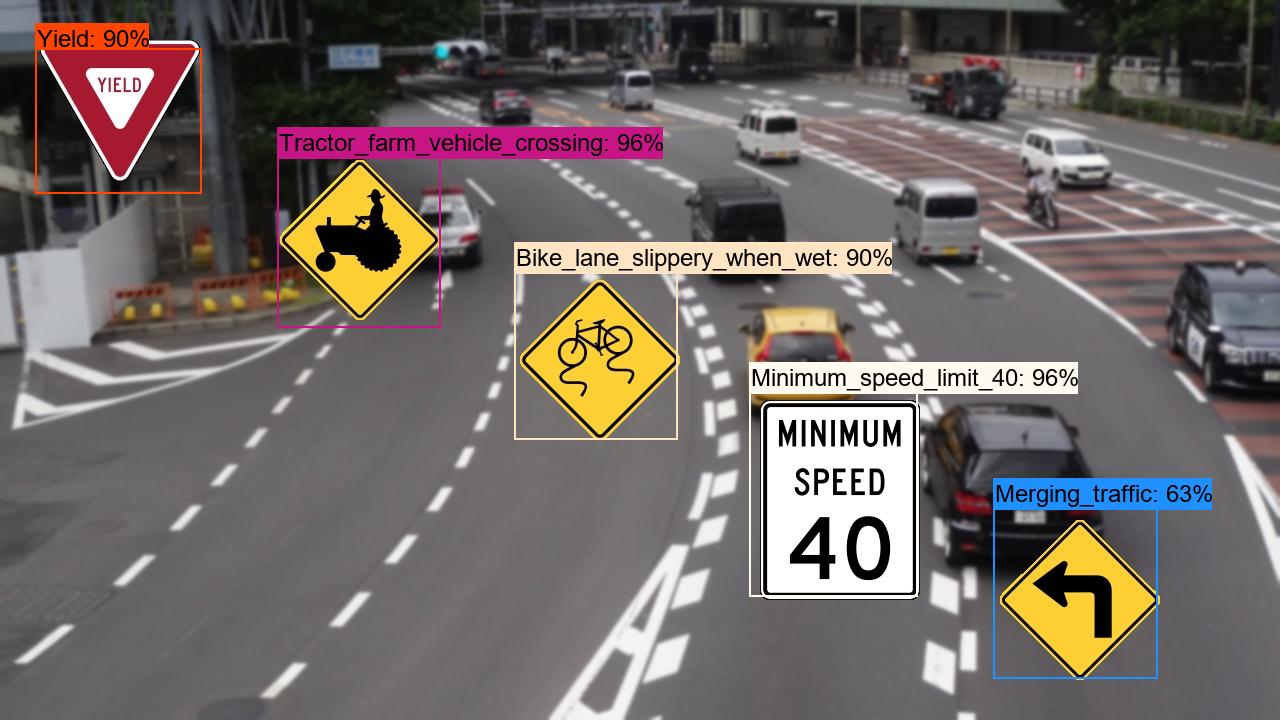 Yield: 90%
YIELD
Tractor_farm_vehicle_crossing: 96%
Bike_lane_slippery_when_wet: 90%
Minimum_speed_limit_40: 96%
MINIMUM
SPEED
40
Merging_traffic: 63%